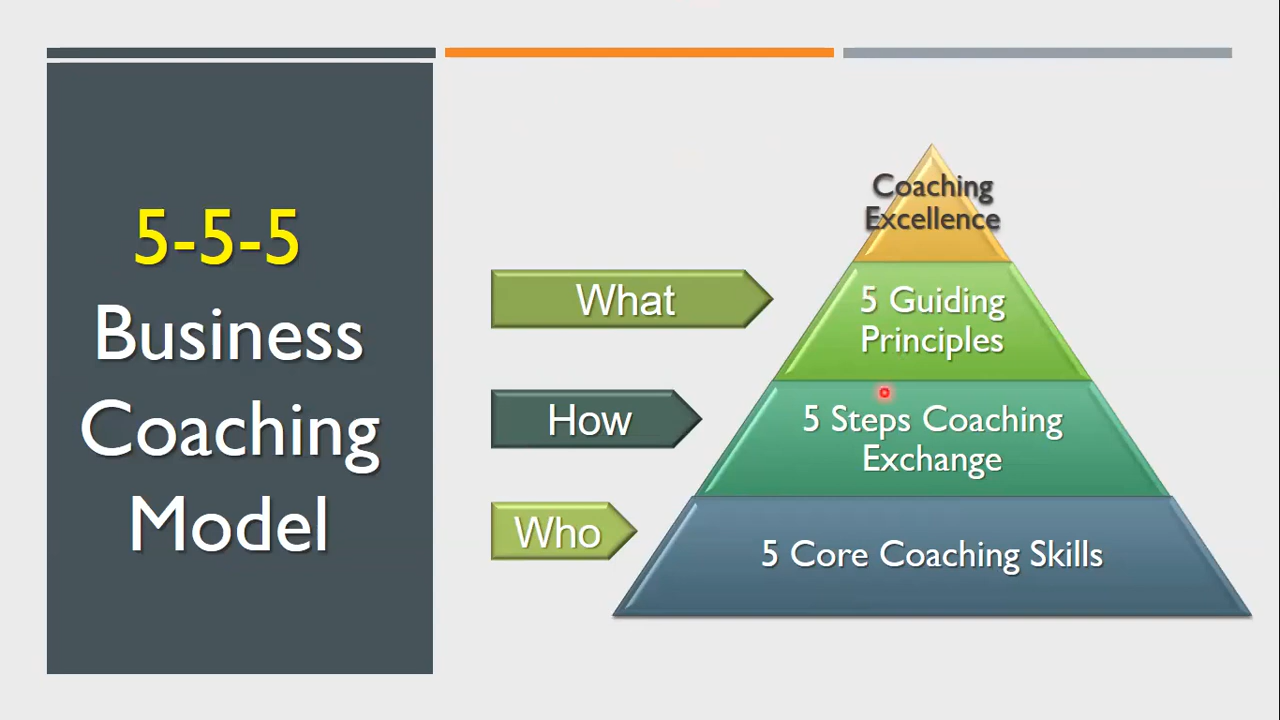 5-5-5
Business
Coaching
Model
Coaching
Excellence
What
5 Guiding
Principles
How
5 Steps Coaching
Exchange
Who
5 Core Coaching Skills